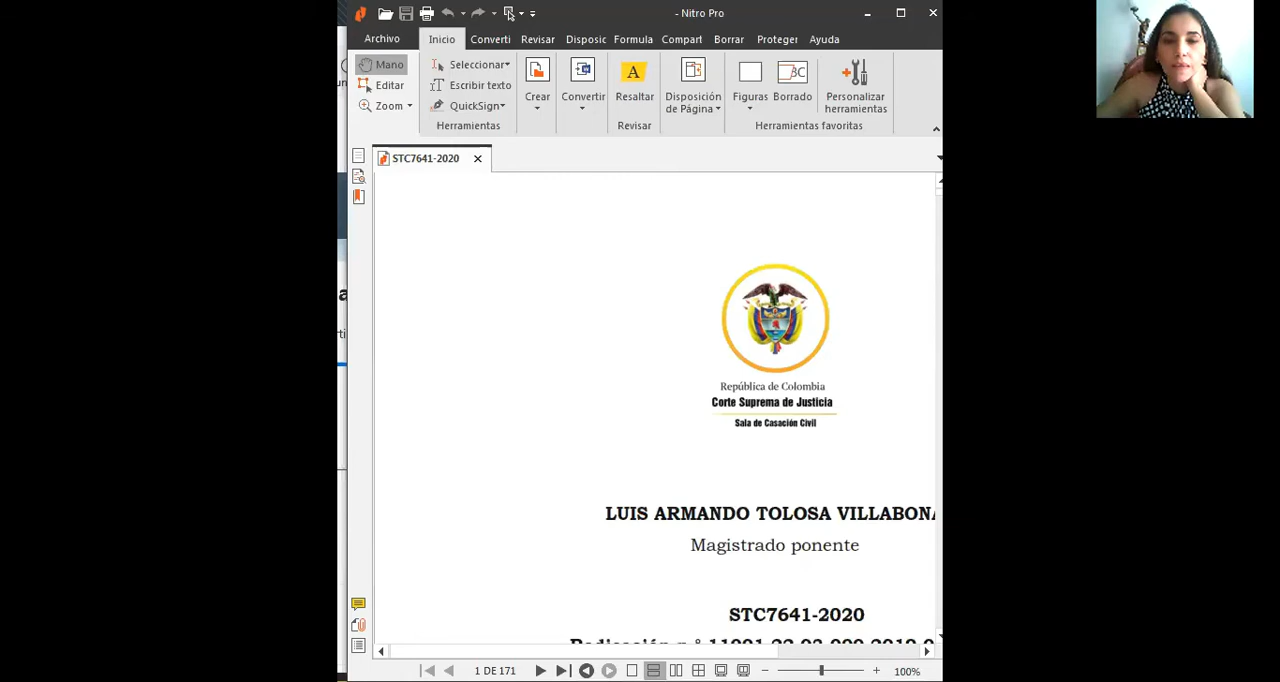 - Nitro Pro
Archivo Inicio Converti Revisar Disposic Formula Compart Borrar Proteger Ayuda
Mano
Editar
Zoom
Seleccionar
Escribir texto
QuickSign
Herramientas
Crear
Convertir
A
Resaltar
Revisar
Disposición
de Página
Figuras
BC
Borrado
Personalizar
herramientas
Herramientas favoritas
STC7641-2020
República de Colombia
Corte Suprema de Justicia
Sala de Casación Civil
LUIS ARMANDO TOLOSA VILLABONA
Magistrado ponente
STC7641-2020
1 DE 171
100%